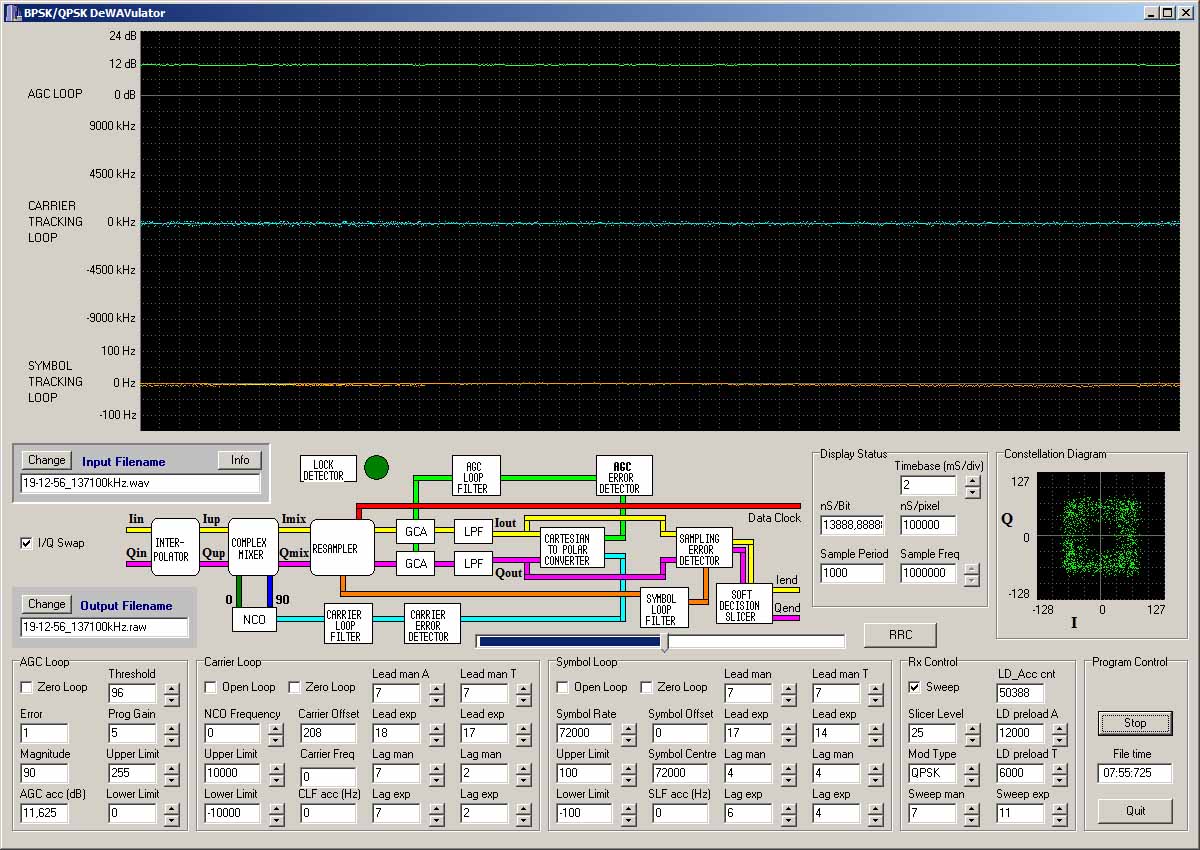 BPSK/QPSK DeWAVulator
24 dB
12 dB
AGC LOOP
0 dB
9000 kHz
4500 kHz
CARRIER
TRACKING
LOOP
0 kHz
-4500 kHz
-9000 kHz
100 Hz
SYMBOL
TRACKING
LOOP
0 Hz
-100 Hz
Change
Input Filename
Info
19-12-56_137100kHz.wav
I/Q Swap
Change
Output Filename
19-12-56_137100kHz.raw
LOCK
DETECTOR
AGC
LOOP
FILTER
AGC
ERROR
DETECTOR
Data Clock
Iin
Qin
INTER-
POLATOR
Iup
Qup
COMPLEX
MIXER
Imix
Qmix
RESAMPLER
GCA
GCA
LPF
LPF
Iout
Qout
CARTESIAN
TO POLAR
CONVERTER
SAMPLING
ERROR
DETECTOR
0
90
NCO
CARRIER
LOOP
FILTER
CARRIER
ERROR
DETECTOR
SYMBOL
LOOP
FILTER
SOFT
DECISION
SLICER
Iend
Qend
RRC
Display Status
Timebase (mS/div)
2
nS/Bit
nS/pixel
13888,8888
100000
Sample Period
Sample Freq
1000
1000000
Constellation Diagram
127
Q
0
-128
-128 0 127
I
AGC Loop
Zero Loop
Threshold
96
Error
1
Prog Gain
5
Magnitude
90
Upper Limit
255
AGC acc (dB)
11,625
Lower Limit
0
Carrier Loop
Open Loop
Zero Loop
Lead man A
7
Lead man T
7
NCO Frequency
0
Carrier Offset
208
Lead exp
18
Lead exp
17
Upper Limit
10000
Carrier Freq
0
Lag man
7
Lag man
2
Lower Limit
-10000
CLF acc (Hz)
0
Lag exp
7
Lag exp
2
Symbol Loop
Open Loop
Zero Loop
Lead man
7
Lead man T
7
Symbol Rate
72000
Symbol Offset
0
Lead exp
17
Lead exp
14
Upper Limit
100
Symbol Centre
72000
Lag man
4
Lag man
4
Lower Limit
-100
SLF acc (Hz)
0
Lag exp
6
Lag exp
4
Rx Control
Sweep
LD_Acc cnt
50388
Slicer Level
25
LD preload A
12000
Mod Type
QPSK
LD preload T
6000
Sweep man
7
Sweep exp
11
Program Control
Stop
File time
07:55:725
Quit